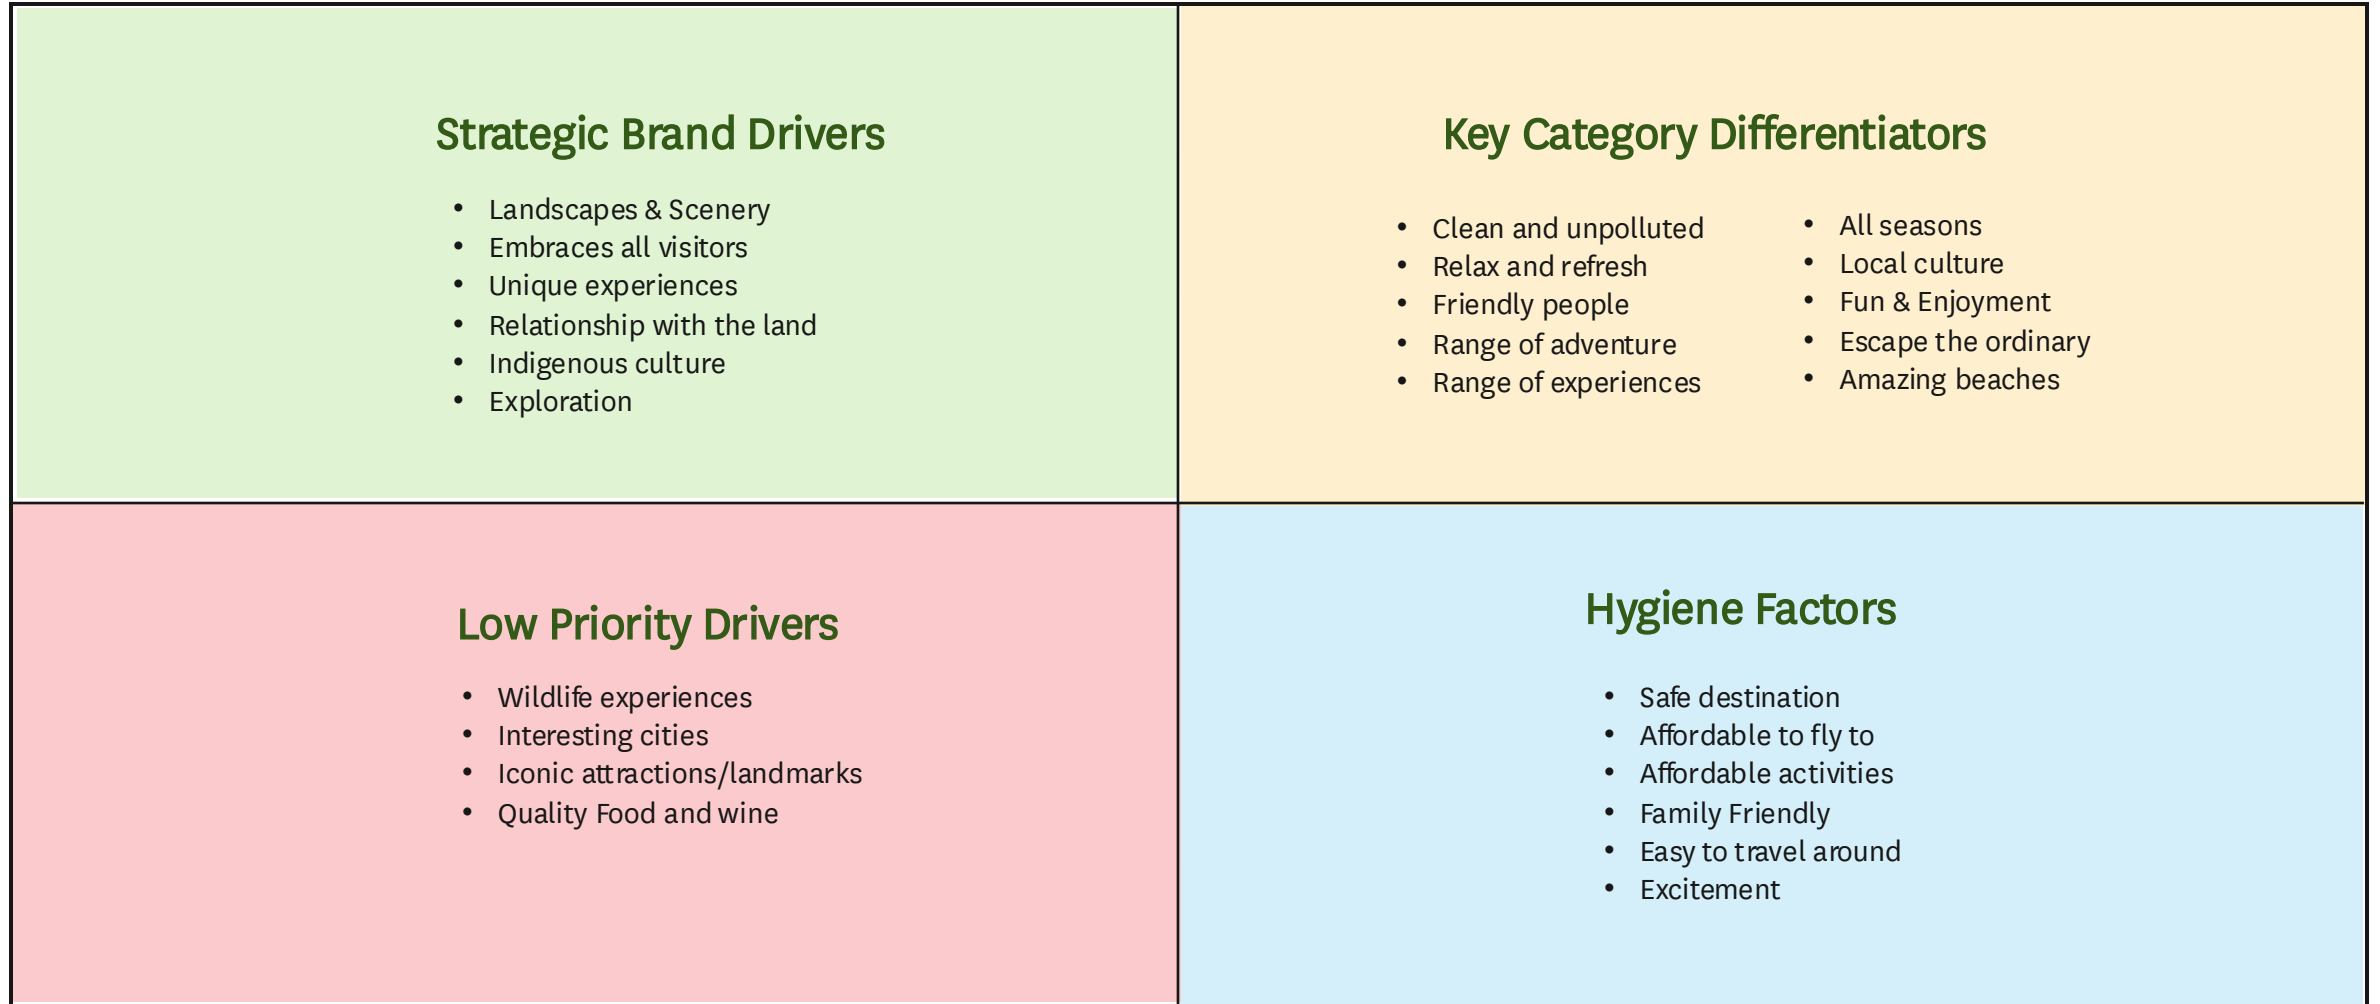 Strategic Brand Drivers
• Landscapes & Scenery
• Embraces all visitors
• Unique experiences
• Relationship with the land
• Indigenous culture
• Exploration
Key Category Differentiators
• Clean and unpolluted
• Relax and refresh
• Friendly people
• Range of adventure
• Range of experiences
• All seasons
• Local culture
• Fun & Enjoyment
• Escape the ordinary
• Amazing beaches
Low Priority Drivers
• Wildlife experiences
• Interesting cities
• Iconic attractions/landmarks
• Quality Food and wine
Hygiene Factors
• Safe destination
• Affordable to fly to
• Affordable activities
• Family Friendly
• Easy to travel around
• Excitement